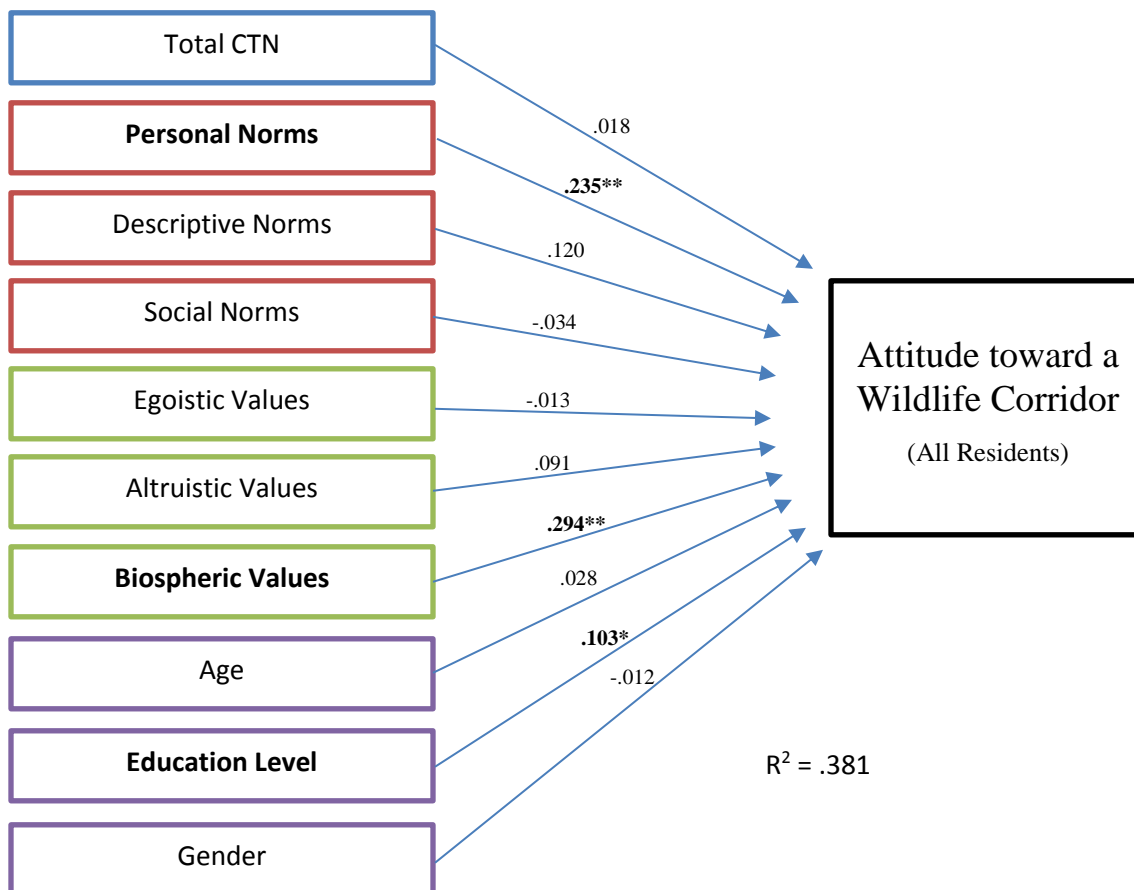 Total CTN
Personal Norms
Descriptive Norms
Social Norms
Egoistic Values
Altruistic Values
Biospheric Values
Age
Education Level
Gender
.018
.235**
.120
-.034
-.013
.091
.294**
.028
.103*
-.012
Attitude toward a
Wildlife Corridor
(All Residents)
R² = .381